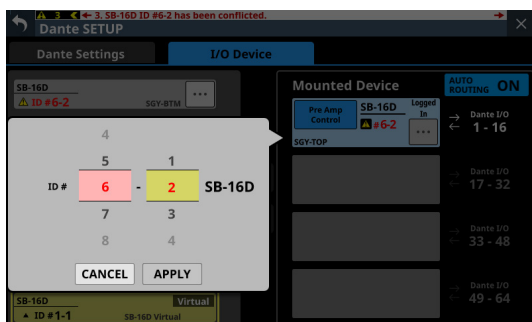 3 ← 3. SB-16D ID #6-2 has been conflicted. →
Dante SETUP
Dante Settings
I/O Device
SB-16D
ID #6-2
SGY-BTM
...
4
5 1
ID # 6 - 2 SB-16D
7 3
8 4
CANCEL APPLY
SB-16D
Virtual
ID #1-1
SB-16D Virtual
Mounted Device
AUTO
ROUTING ON
Pre Amp
Control
SB-16D
#6-2
Logged
In
...
SGY-TOP
Dante I/O
1 - 16
Dante I/O
17 - 32
Dante I/O
33 - 48
Dante I/O
49 - 64